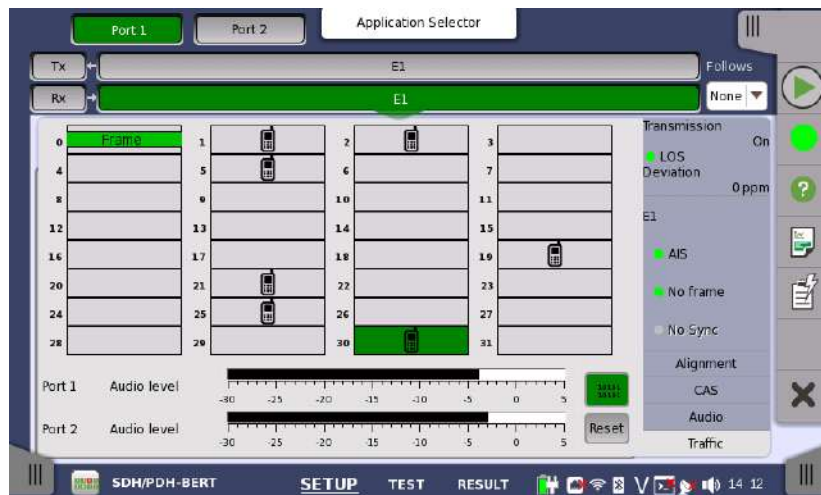 Port 1 Port 2 Application Selector
Tx E1 Follows
Rx E1 None
0 Frame 1 2 3
4 5 6 7
8 9 10 11
12 13 14 15
16 17 18 19
20 21 22 23
24 25 26 27
28 29 30 31
Transmission
On
LOS
Deviation
0 ppm
E1
AIS
No frame
No Sync
Alignment
CAS
Audio
Traffic
Port 1 Audio level
-30 -25 -20 -15 -10 -5 0 5
Port 2 Audio level
-30 -25 -20 -15 -10 -5 0 5
Reset
SDH/PDH-BERT SETUP TEST RESULT 14 12